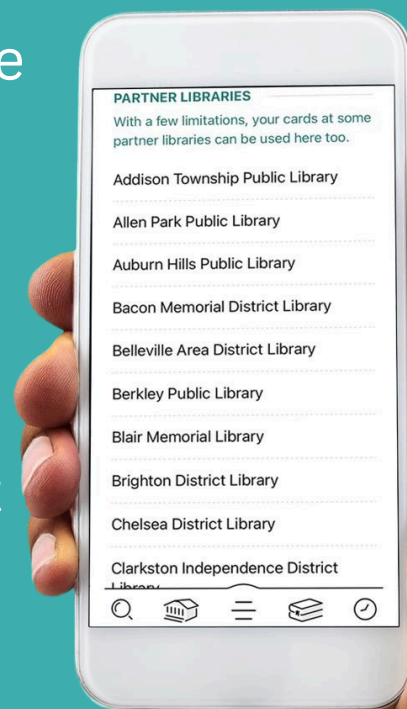 e
PARTNER LIBRARIES
With a few limitations, your cards at some
partner libraries can be used here too.
Addison Township Public Library
Allen Park Public Library
Auburn Hills Public Library
Bacon Memorial District Library
Belleville Area District Library
Berkley Public Library
Blair Memorial Library
Brighton District Library
Chelsea District Library
Clarkston Independence District
Library